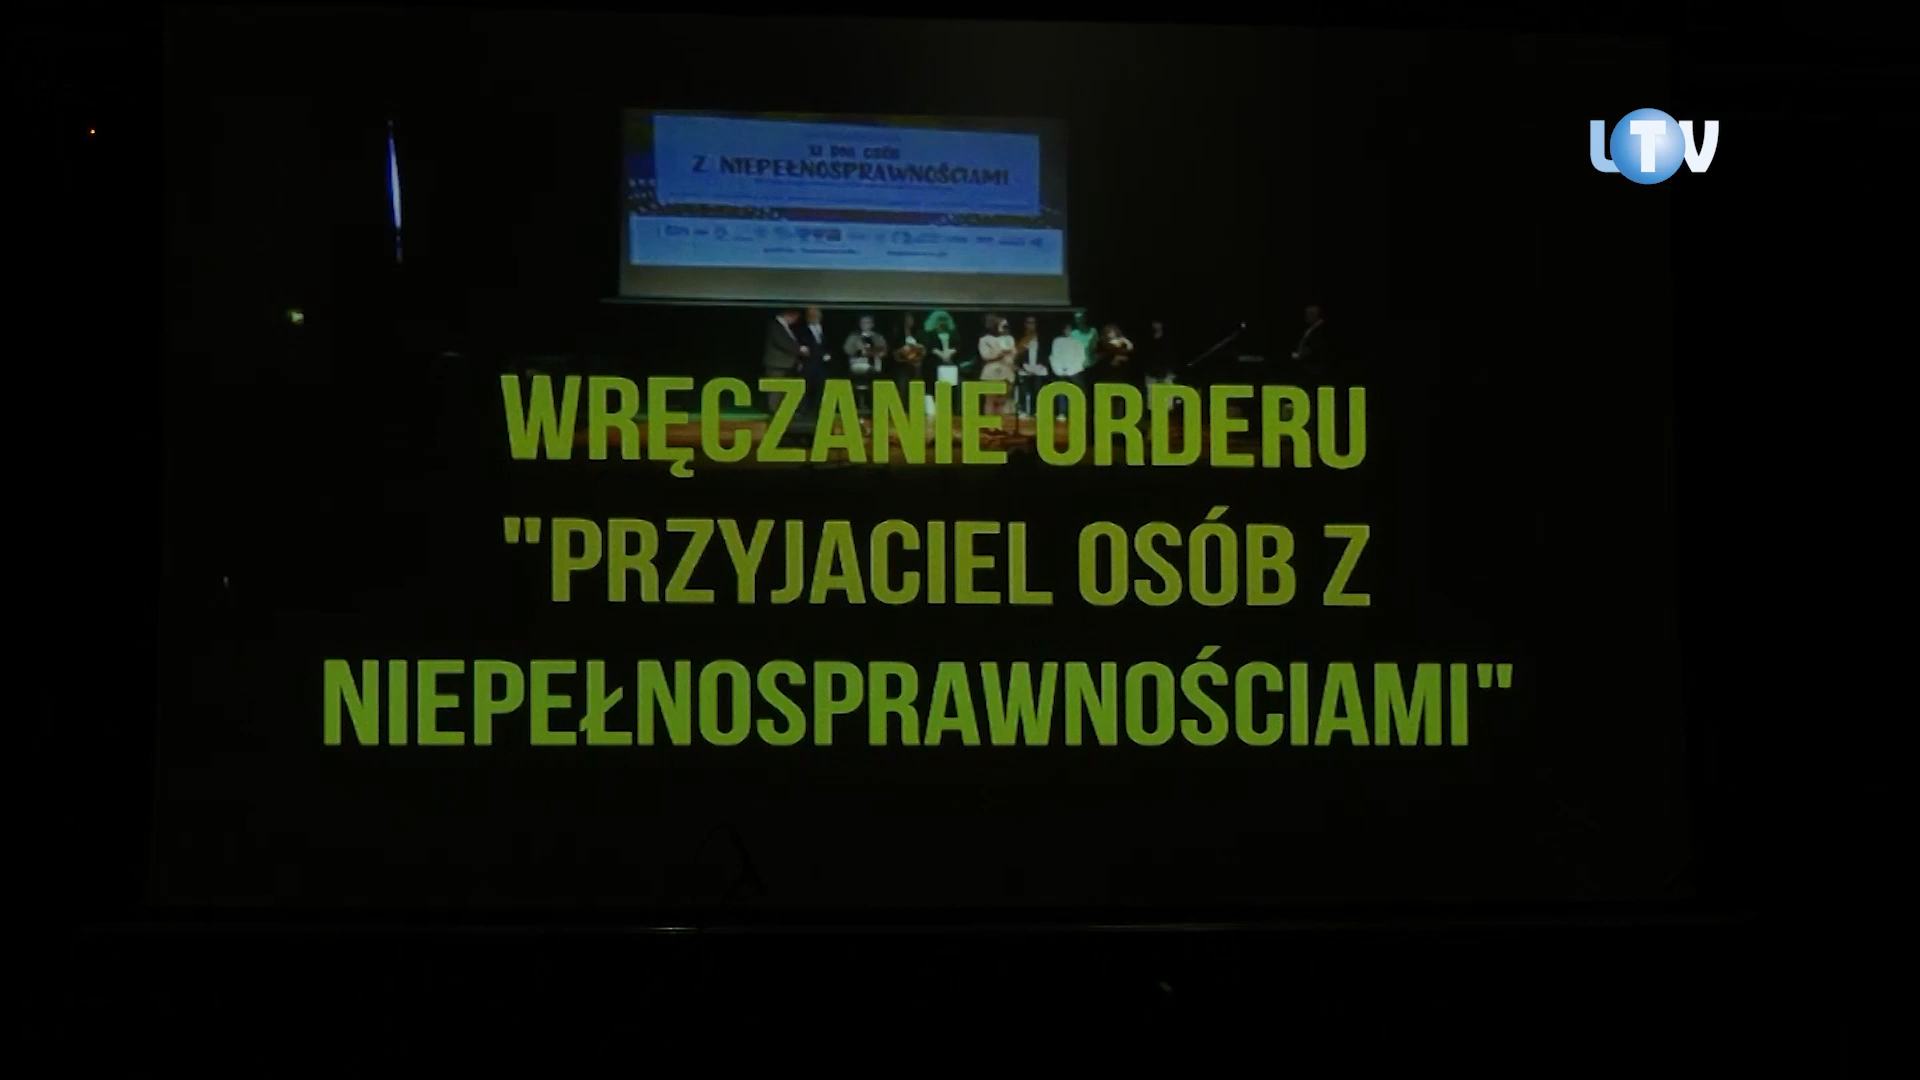 LTV
XI DNI OSÓB
Z NIEPEŁNOSPRAWNOŚCIAMI
WRĘCZANIE ORDERU
"PRZYJACIEL OSÓB Z
NIEPEŁNOSPRAWNOŚCIAMI"